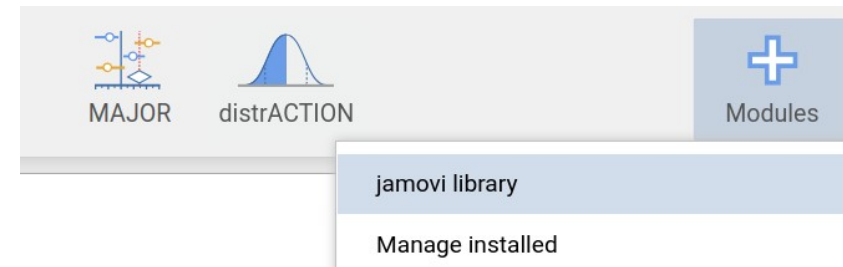 MAJOR distrACTION Modules
jamovi library
Manage installed